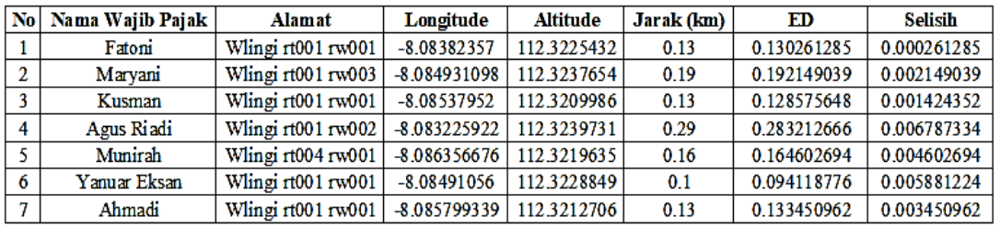 No Nama Wajib Pajak Alamat Longitude Altitude Jarak (km) ED Selisih
1 Fatoni Wlingi rt001 rw001 -8.08382357 112.3225432 0.13 0.130261285 0.000261285
2 Maryani Wlingi rt001 rw003 -8.084931098 112.3237654 0.19 0.192149039 0.002149039
3 Kusman Wlingi rt001 rw001 -8.08537952 112.3209986 0.13 0.128575648 0.001424352
4 Agus Riadi Wlingi rt001 rw002 -8.083225922 112.3239731 0.29 0.283212666 0.006787334
5 Munirah Wlingi rt004 rw001 -8.086356676 112.3219635 0.16 0.164602694 0.004602694
6 Yanuar Eksan Wlingi rt001 rw001 -8.08491056 112.3228849 0.1 0.094118776 0.005881224
7 Ahmadi Wlingi rt001 rw001 -8.085799339 112.3212706 0.13 0.133450962 0.003450962